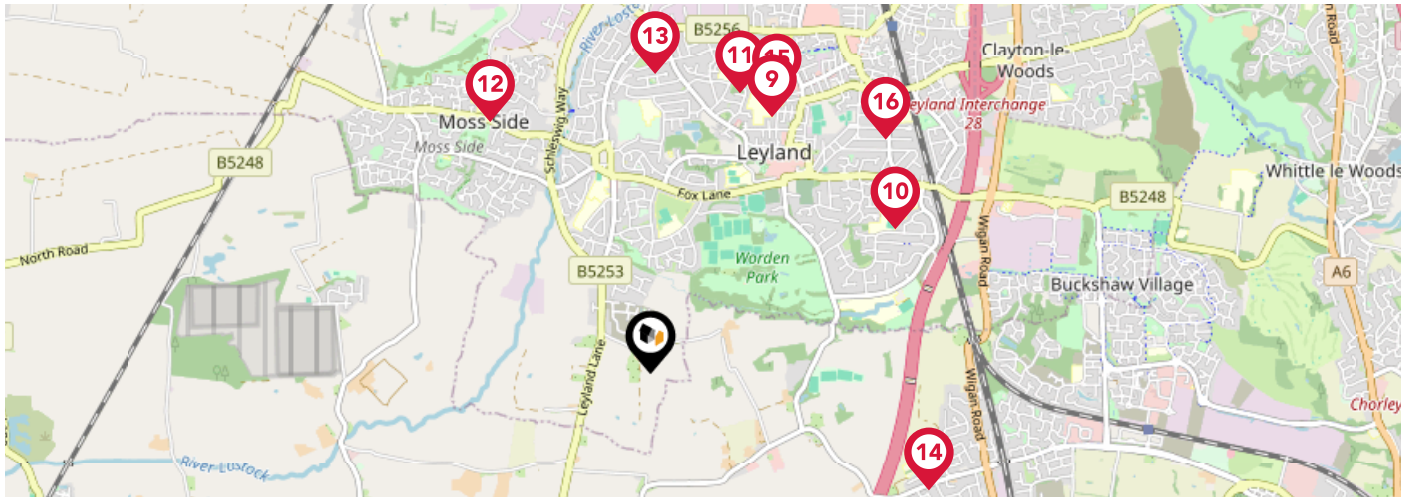 River Lostock
B5256
13
11
15
9
Clayton-le-
Woods
Wigan Road
12
Moss Side
Moss Side
Schleswig Way
16
Leyland Interchange
28
B5248
Leyland
Whittle le Woods
Fox Lane
10
B5248
North Road
Worden
Park
Wigan Road
B5253
Buckshaw Village
A6
Leyland Lane
Wigan Road
Chorley
14
River Lostock